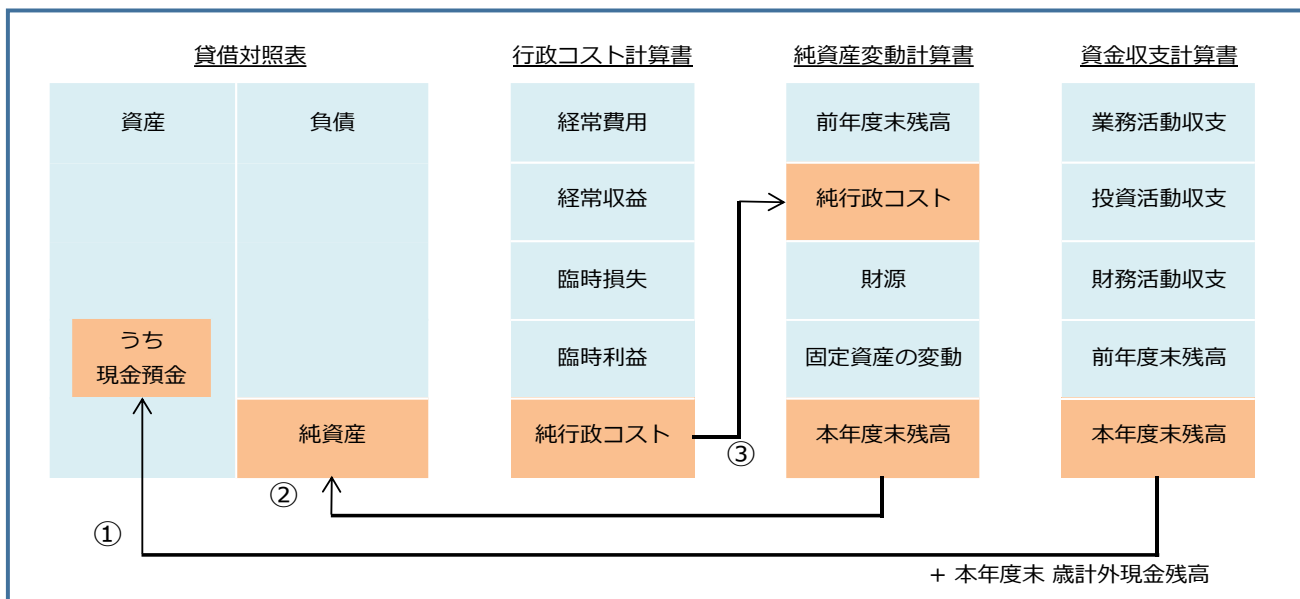 貸借対照表
行政コスト計算書
純資産変動計算書
資金収支計算書
資産
負債
経常費用
前年度末残高
業務活動収支
経常収益
純行政コスト
投資活動収支
臨時損失
財源
財務活動収支
うち
現金預金
臨時利益
固定資産の変動
前年度末残高
純資産
純行政コスト
本年度末残高
本年度末残高
③
②
①
+ 本年度末 歳計外現金残高